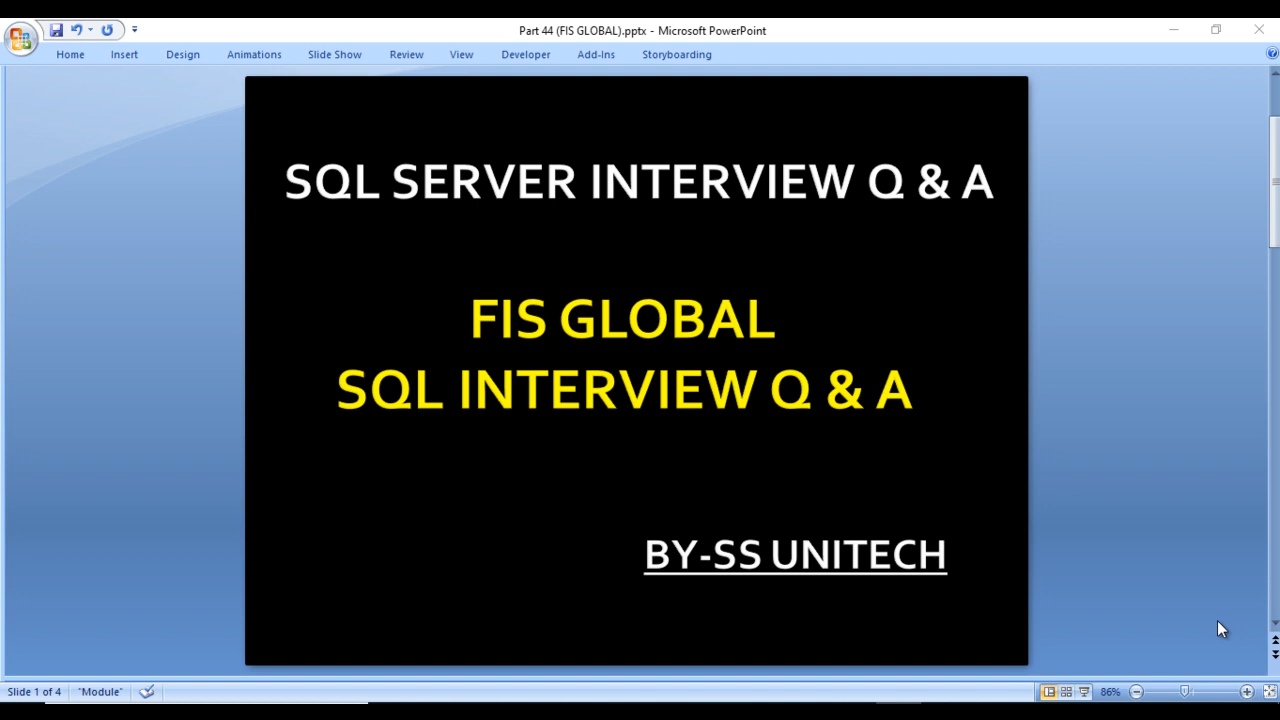 Part 44 (FIS GLOBAL).pptx - Microsoft PowerPoint
Home Insert Design Animations Slide Show Review View Developer Add-Ins Storyboarding
SQL SERVER INTERVIEW Q & A
FIS GLOBAL
SQL INTERVIEW Q & A
BY-SS UNITECH
Slide 1 of 4 "Module" 86%